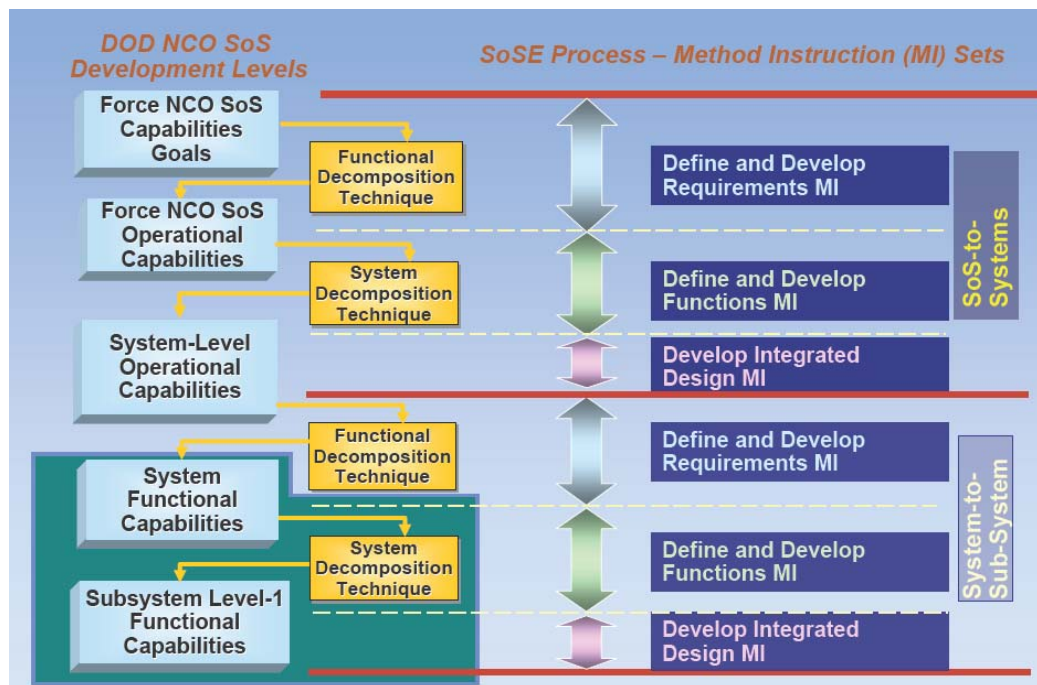 DOD NCO SoS
Development Levels
SoSE Process – Method Instruction (MI) Sets
Force NCO SoS
Capabilities
Goals
Functional
Decomposition
Technique
Define and Develop
Requirements MI
SoS-to-
Systems
Force NCO SoS
Operational
Capabilities
System
Decomposition
Technique
Define and Develop
Functions MI
System-Level
Operational
Capabilities
Develop Integrated
Design MI
Functional
Decomposition
Technique
Define and Develop
Requirements MI
System-to-
Sub-System
System
Functional
Capabilities
System
Decomposition
Technique
Define and Develop
Functions MI
Subsystem Level-1
Functional
Capabilities
Develop Integrated
Design MI